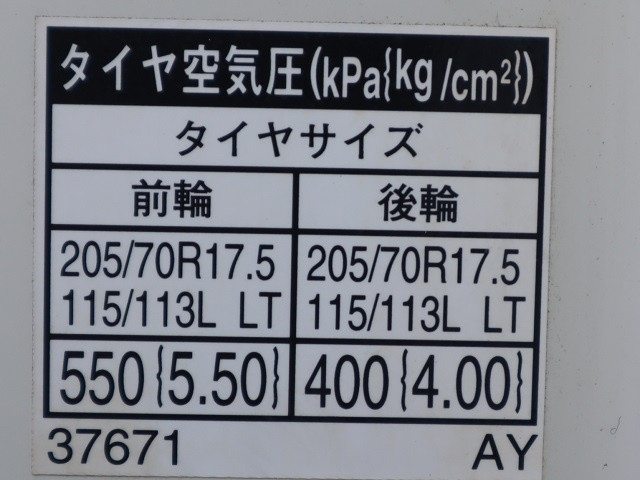 タイヤ空気圧(kPa{kg/cm²})
タイヤサイズ
前輪 後輪
205/70R17.5 205/70R17.5
115/113L LT 115/113L LT
550{5.50} 400{4.00}
37671 AY